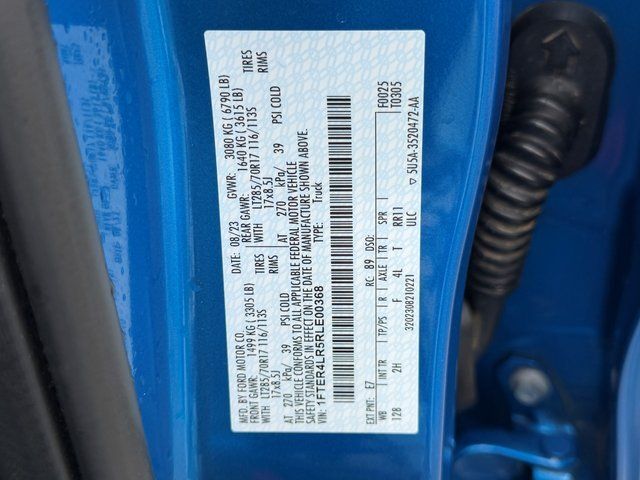 MFD. BY FORD MOTOR CO.
DATE: 08/23 GVWR: 3080 KG ( 6790 LB)
FRONT GAWR: 1499 KG ( 3305 LB) REAR GAWR: 1640 KG ( 3615 LB)
LT285/70R17 116/113S TIRES WITH LT285/70R17 116/113S TIRES
17x8.5J RIMS 17x8.5J RIMS
AT 270 kPa/ 39 PSI COLD AT 270 kPa/ 39 PSI COLD
THIS VEHICLE CONFORMS TO ALL APPLICABLE FEDERAL MOTOR VEHICLE
SAFETY STANDARDS IN EFFECT ON THE DATE OF MANUFACTURE SHOWN ABOVE.
VIN: 1FTER4LR5RLE00368
TYPE: Truck
EXT PNT: E7 RC: 89 DSO: F0025
WB INT TR TP/PS R AXLE TR SPR T0305
128 2H F 4L T RR11
ULC
3202308210221 ▽ 5U5A-3520472-AA